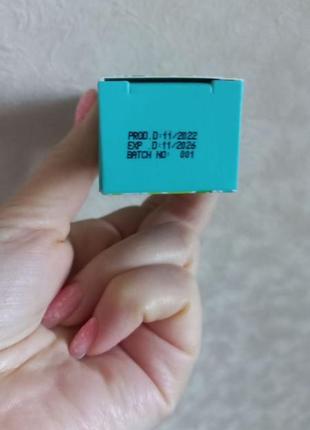 PROD.D:11/2022
EXP .D:11/2026
BATCH NO: 001